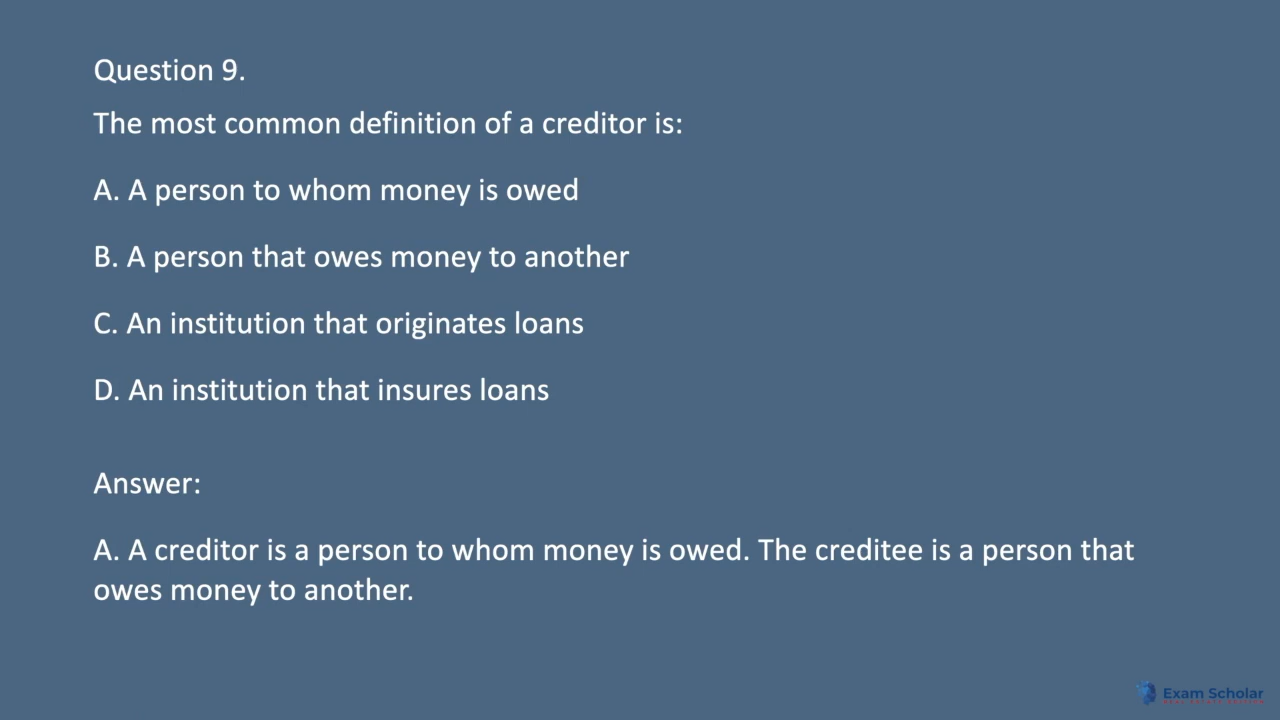 Question 9.
The most common definition of a creditor is:
A. A person to whom money is owed
B. A person that owes money to another
C. An institution that originates loans
D. An institution that insures loans
Answer:
A. A creditor is a person to whom money is owed. The creditee is a person that
owes money to another.
Exam Scholar